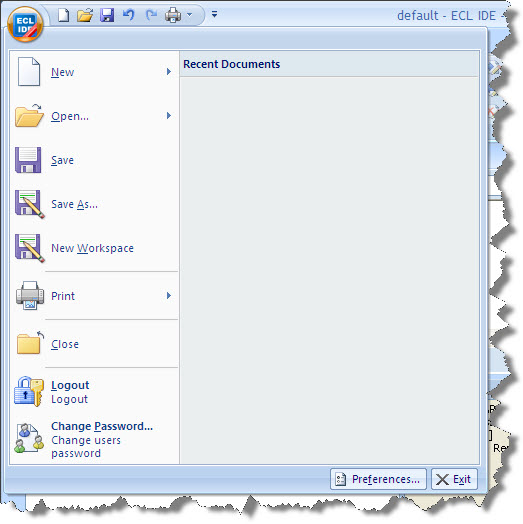 default - ECL IDE -
ECL
IDE
Recent Documents
New
Open...
Save
Save As...
New Workspace
Print
Close
Logout
Logout
Change Password...
Change users
password
Preferences...
Exit